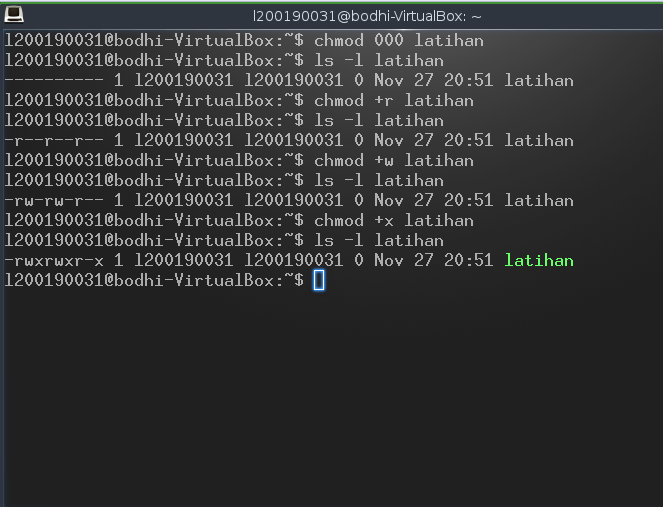 l200190031@bodhi-VirtualBox: ~
l200190031@bodhi-VirtualBox:~$ chmod 000 latihan
l200190031@bodhi-VirtualBox:~$ ls -l latihan
---------- 1 l200190031 l200190031 0 Nov 27 20:51 latihan
l200190031@bodhi-VirtualBox:~$ chmod +r latihan
l200190031@bodhi-VirtualBox:~$ ls -l latihan
-r--r--r-- 1 l200190031 l200190031 0 Nov 27 20:51 latihan
l200190031@bodhi-VirtualBox:~$ chmod +w latihan
l200190031@bodhi-VirtualBox:~$ ls -l latihan
-rw-rw-r-- 1 l200190031 l200190031 0 Nov 27 20:51 latihan
l200190031@bodhi-VirtualBox:~$ chmod +x latihan
l200190031@bodhi-VirtualBox:~$ ls -l latihan
-rwxrwxr-x 1 l200190031 l200190031 0 Nov 27 20:51 latihan
l200190031@bodhi-VirtualBox:~$